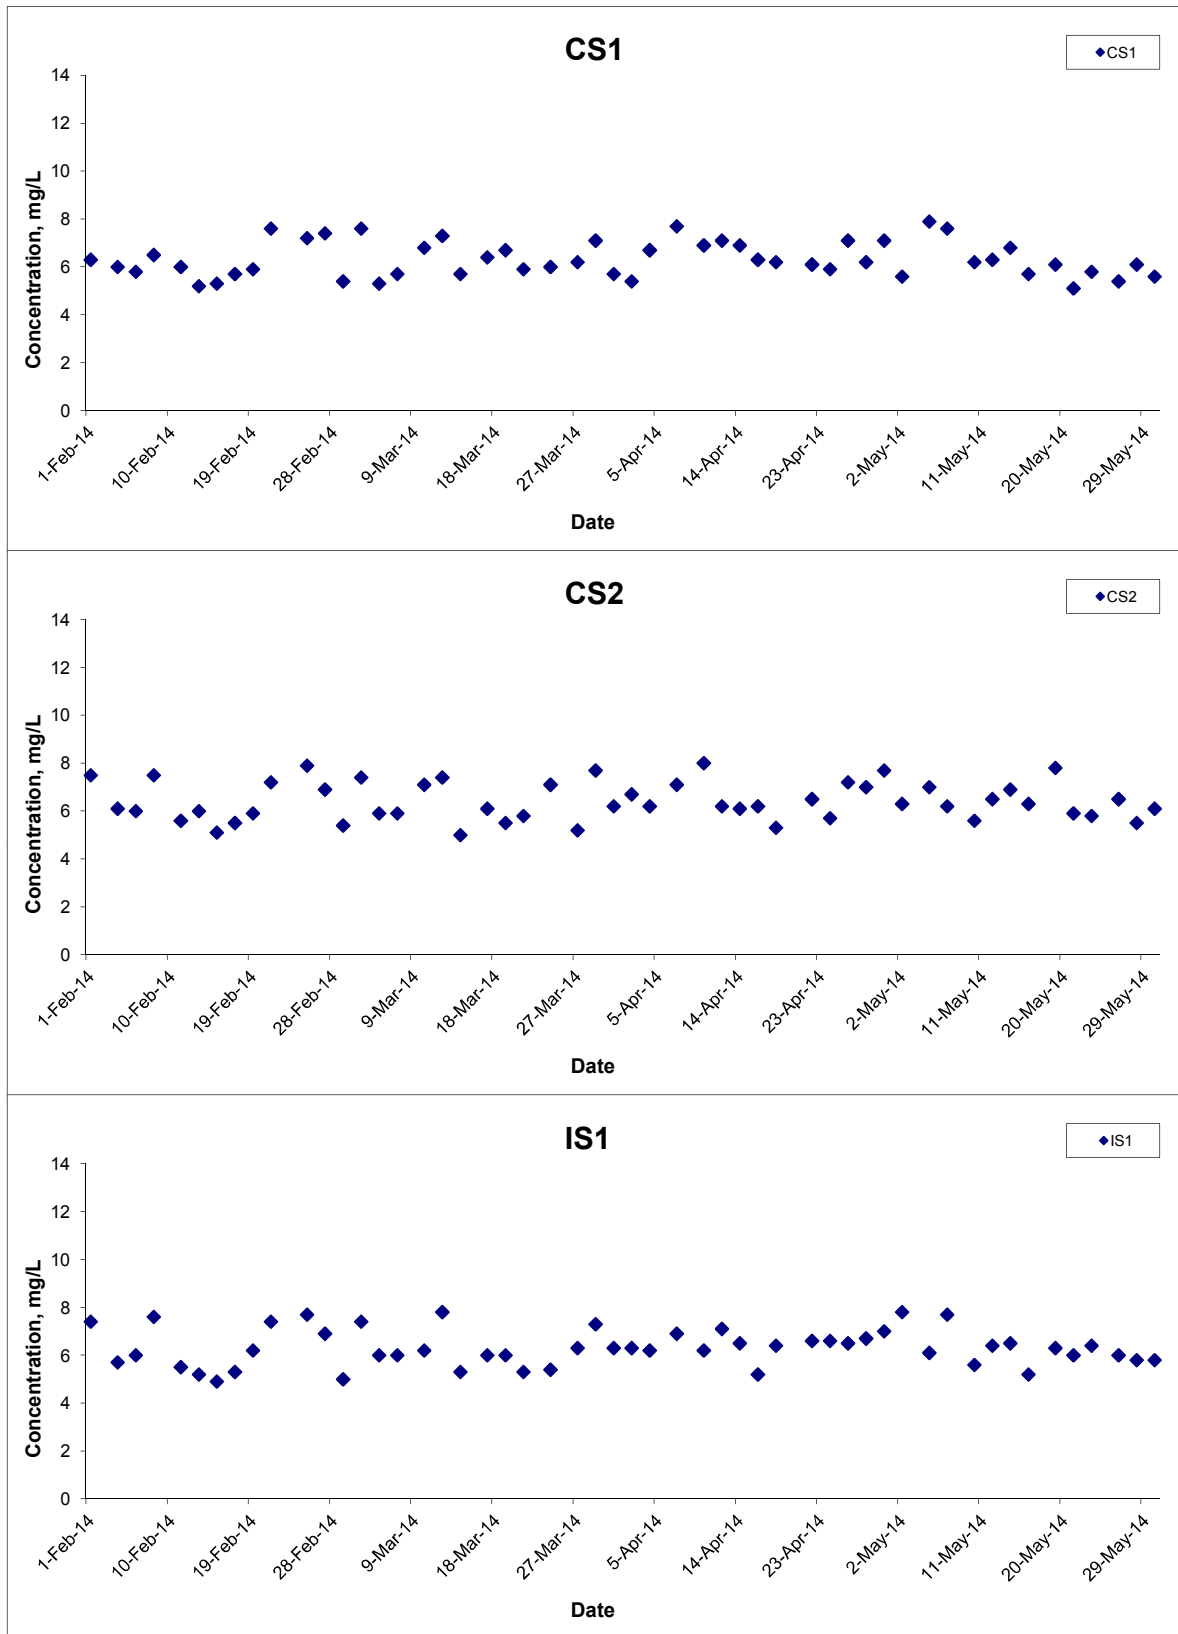 CS1
CS1
14
12
10
8
6
4
2
0
Concentration, mg/L
1-Feb-14
10-Feb-14
19-Feb-14
28-Feb-14
9-Mar-14
18-Mar-14
27-Mar-14
5-Apr-14
14-Apr-14
23-Apr-14
2-May-14
11-May-14
20-May-14
29-May-14
Date
CS2
CS2
14
12
10
8
6
4
2
0
Concentration, mg/L
1-Feb-14
10-Feb-14
19-Feb-14
28-Feb-14
9-Mar-14
18-Mar-14
27-Mar-14
5-Apr-14
14-Apr-14
23-Apr-14
2-May-14
11-May-14
20-May-14
29-May-14
Date
IS1
IS1
14
12
10
8
6
4
2
0
Concentration, mg/L
1-Feb-14
10-Feb-14
19-Feb-14
28-Feb-14
9-Mar-14
18-Mar-14
27-Mar-14
5-Apr-14
14-Apr-14
23-Apr-14
2-May-14
11-May-14
20-May-14
29-May-14
Date